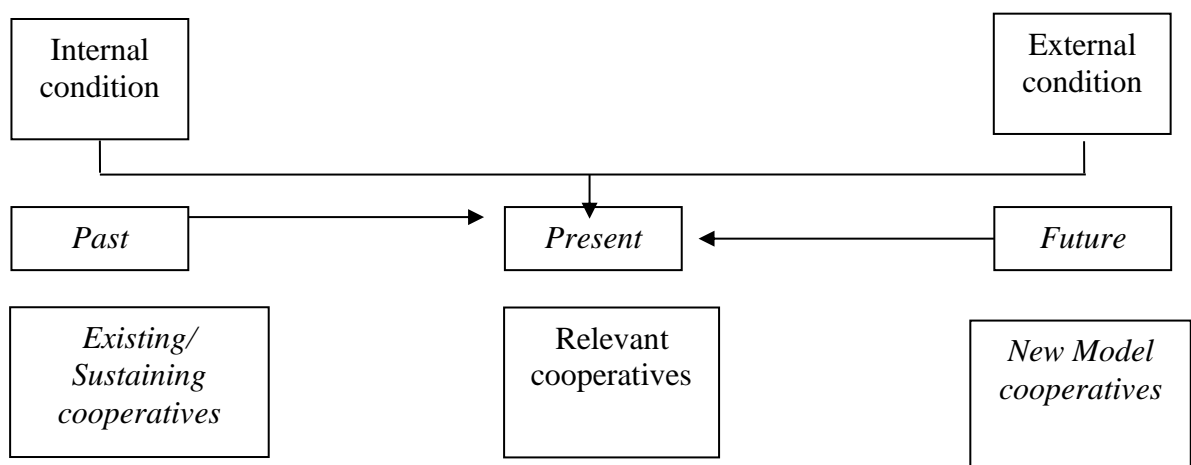 Internal
condition
External
condition
Past
Present
Future
Existing/
Sustaining
cooperatives
Relevant
cooperatives
New Model
cooperatives